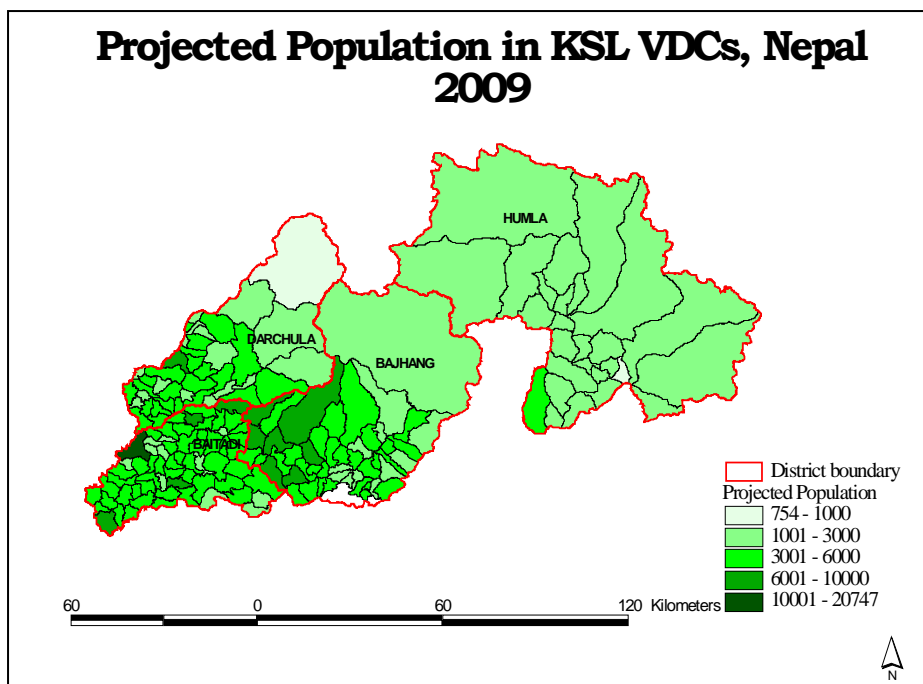 Projected Population in KSL VDCs, Nepal
2009
HUMLA
DARCHULA
BAJHANG
BAITADI
District boundary
Projected Population
754 - 1000
1001 - 3000
3001 - 6000
6001 - 10000
10001 - 20747
60 0 60 120 Kilometers
N